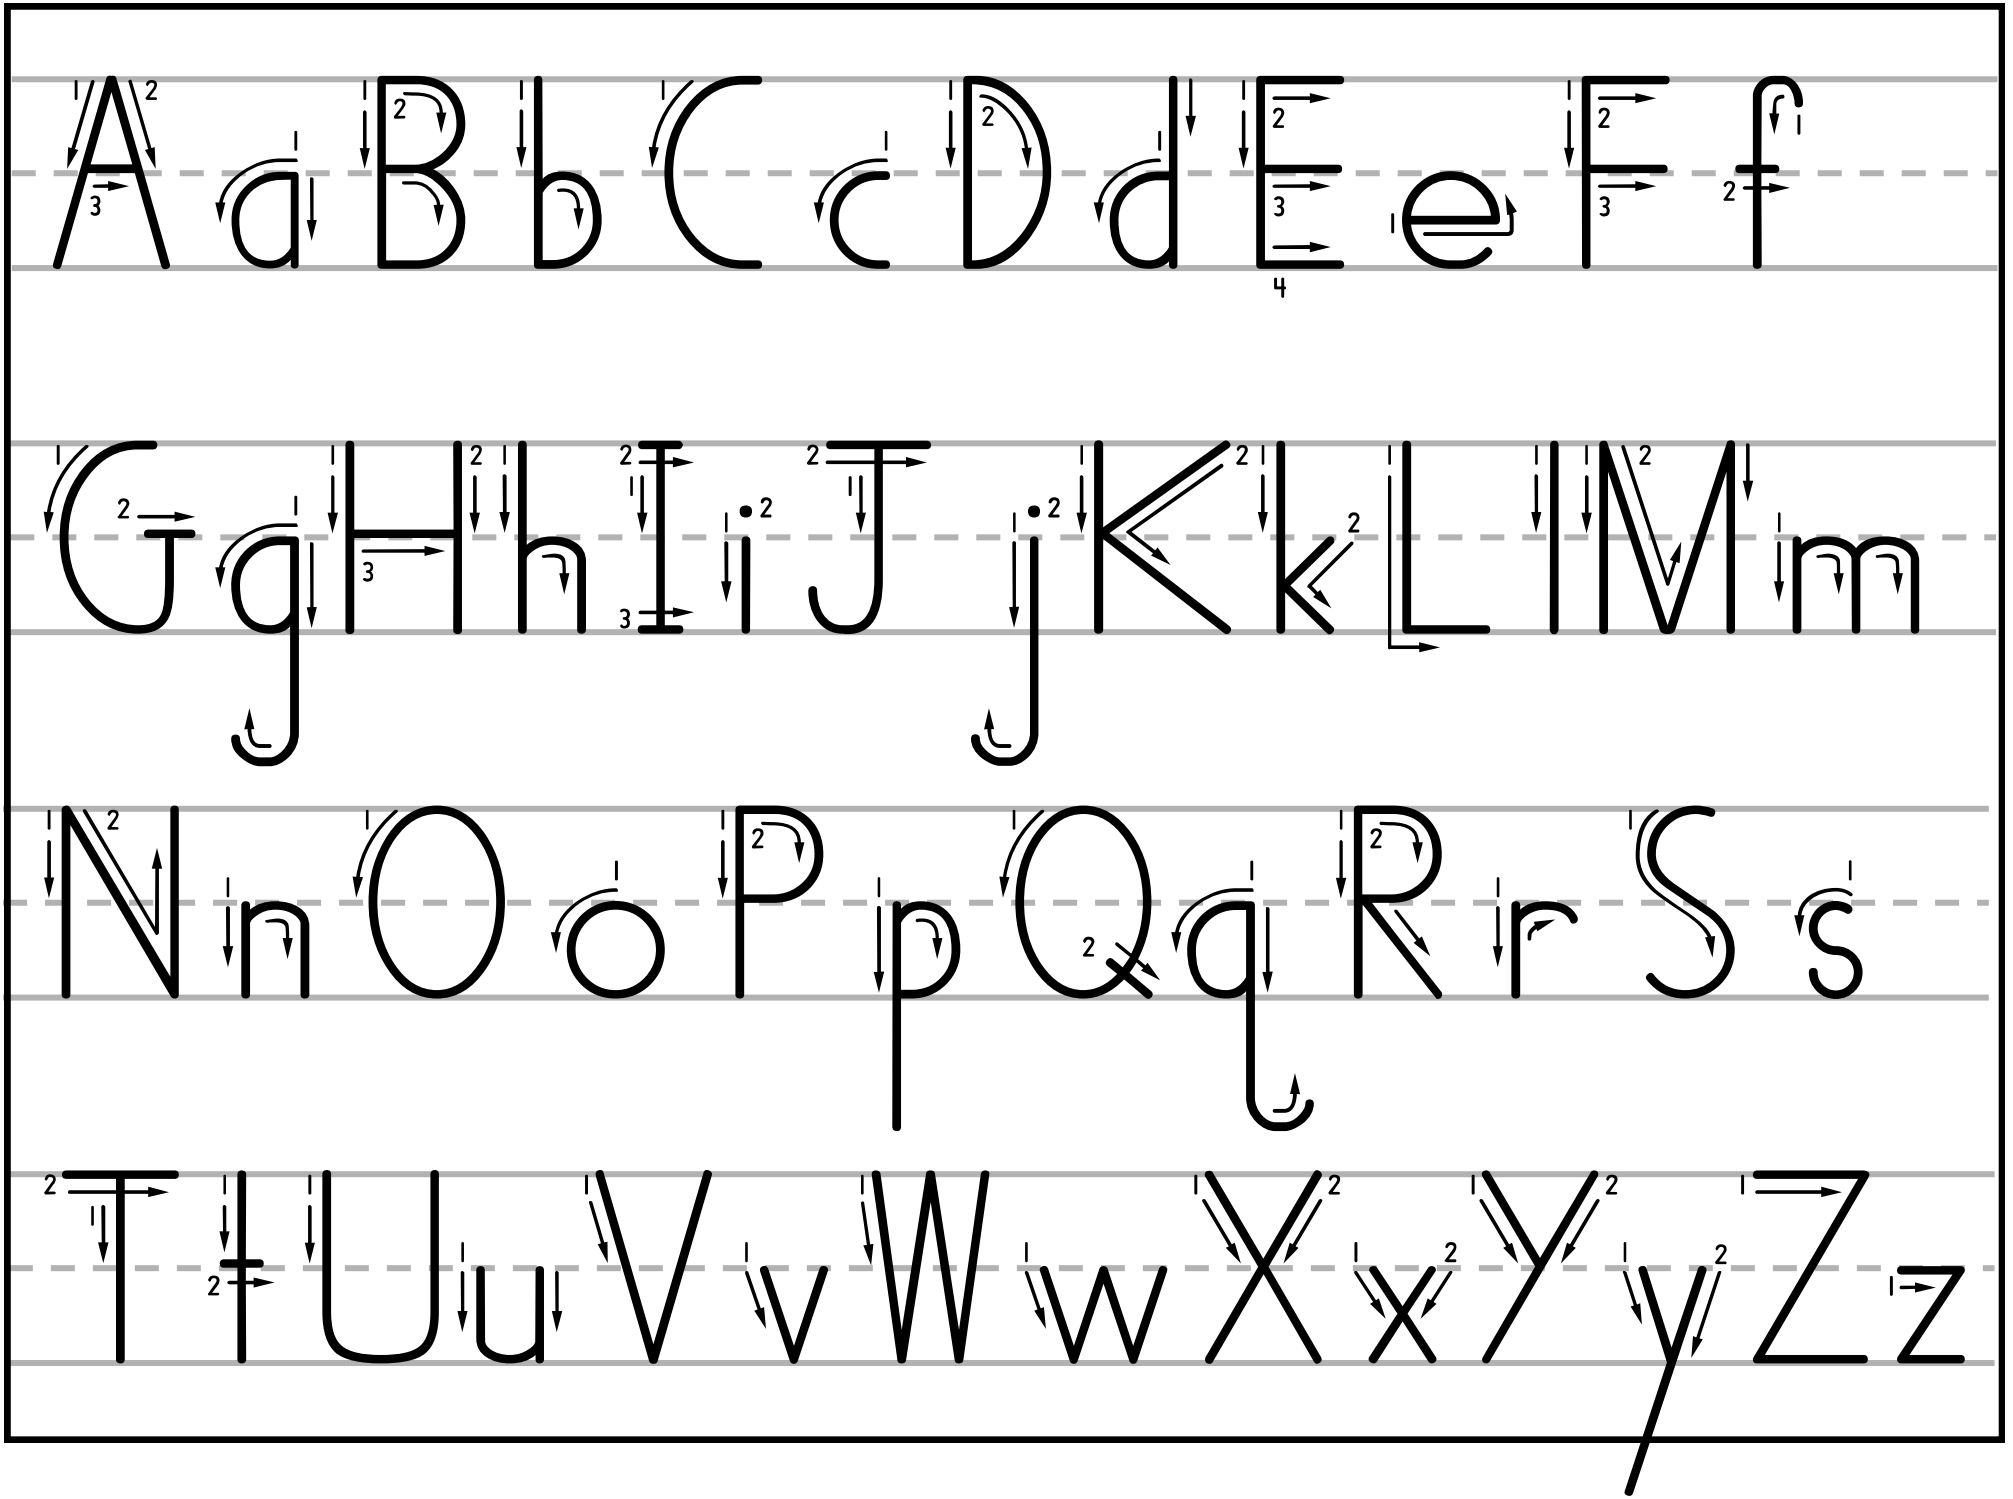 A a B b C c D d E e F f
G g H h I i J j K k L l M m
N n O o P p Q q R r S s
T t U u V v W w X x Y y Z z